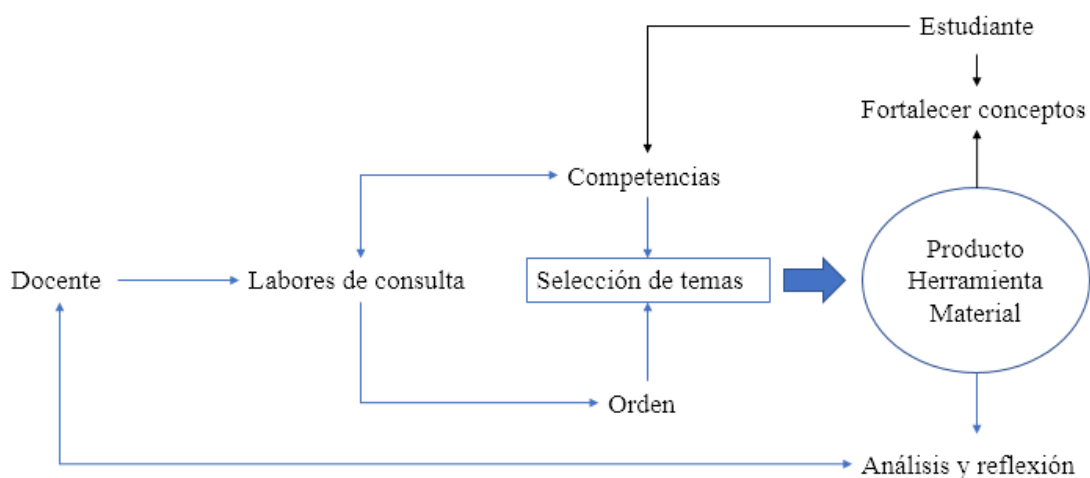 Estudiante
Fortalecer conceptos
Competencias
Docente
Labores de consulta
Selección de temas
Producto
Herramienta
Material
Orden
Análisis y reflexión